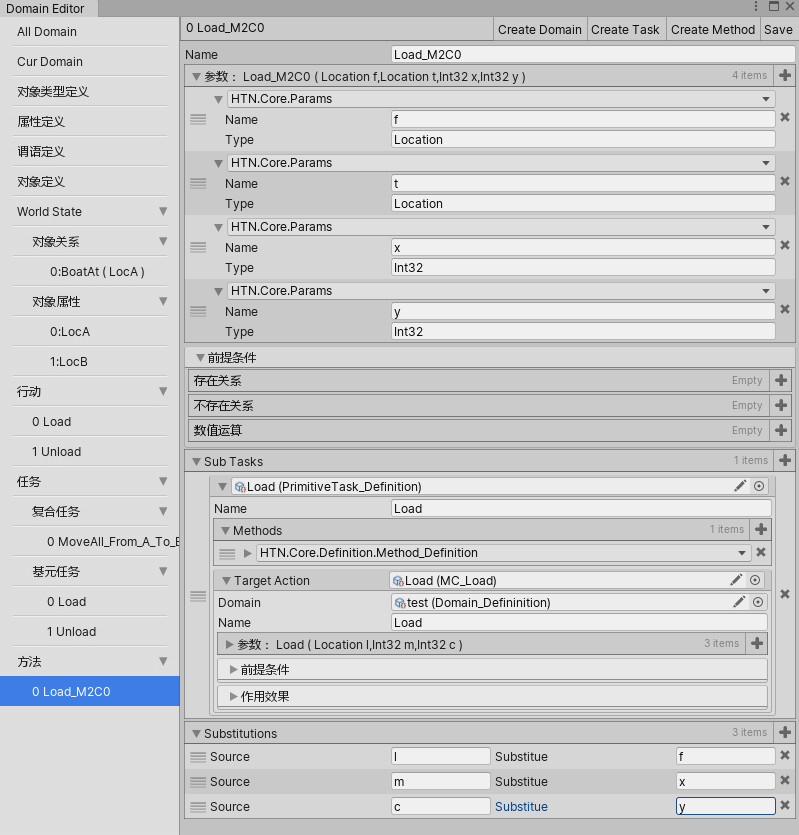 Domain Editor
All Domain
Cur Domain
对象类型定义
属性定义
谓语定义
对象定义
World State
对象关系
0:BoatAt ( LocA )
对象属性
0:LocA
1:LocB
行动
0 Load
1 Unload
任务
复合任务
0 MoveAll_From_A_To_B
基元任务
0 Load
1 Unload
方法
0 Load_M2C0
0 Load_M2C0 Create Domain Create Task Create Method Save
Name Load_M2C0
参数： Load_M2C0 ( Location f,Location t,Int32 x,Int32 y ) 4 items
HTN.Core.Params
Name f
Type Location
HTN.Core.Params
Name t
Type Location
HTN.Core.Params
Name x
Type Int32
HTN.Core.Params
Name y
Type Int32
前提条件
存在关系 Empty
不存在关系 Empty
数值运算 Empty
Sub Tasks 1 items
Load (PrimitiveTask_Definition)
Name Load
Methods 1 items
HTN.Core.Definition.Method_Definition
Target Action Load (MC_Load)
Domain test (Domain_Defininition)
Name Load
参数： Load ( Location l,Int32 m,Int32 c ) 3 items
前提条件
作用效果
Substitutions 3 items
Source l Substitue f
Source m Substitue x
Source c Substitue y